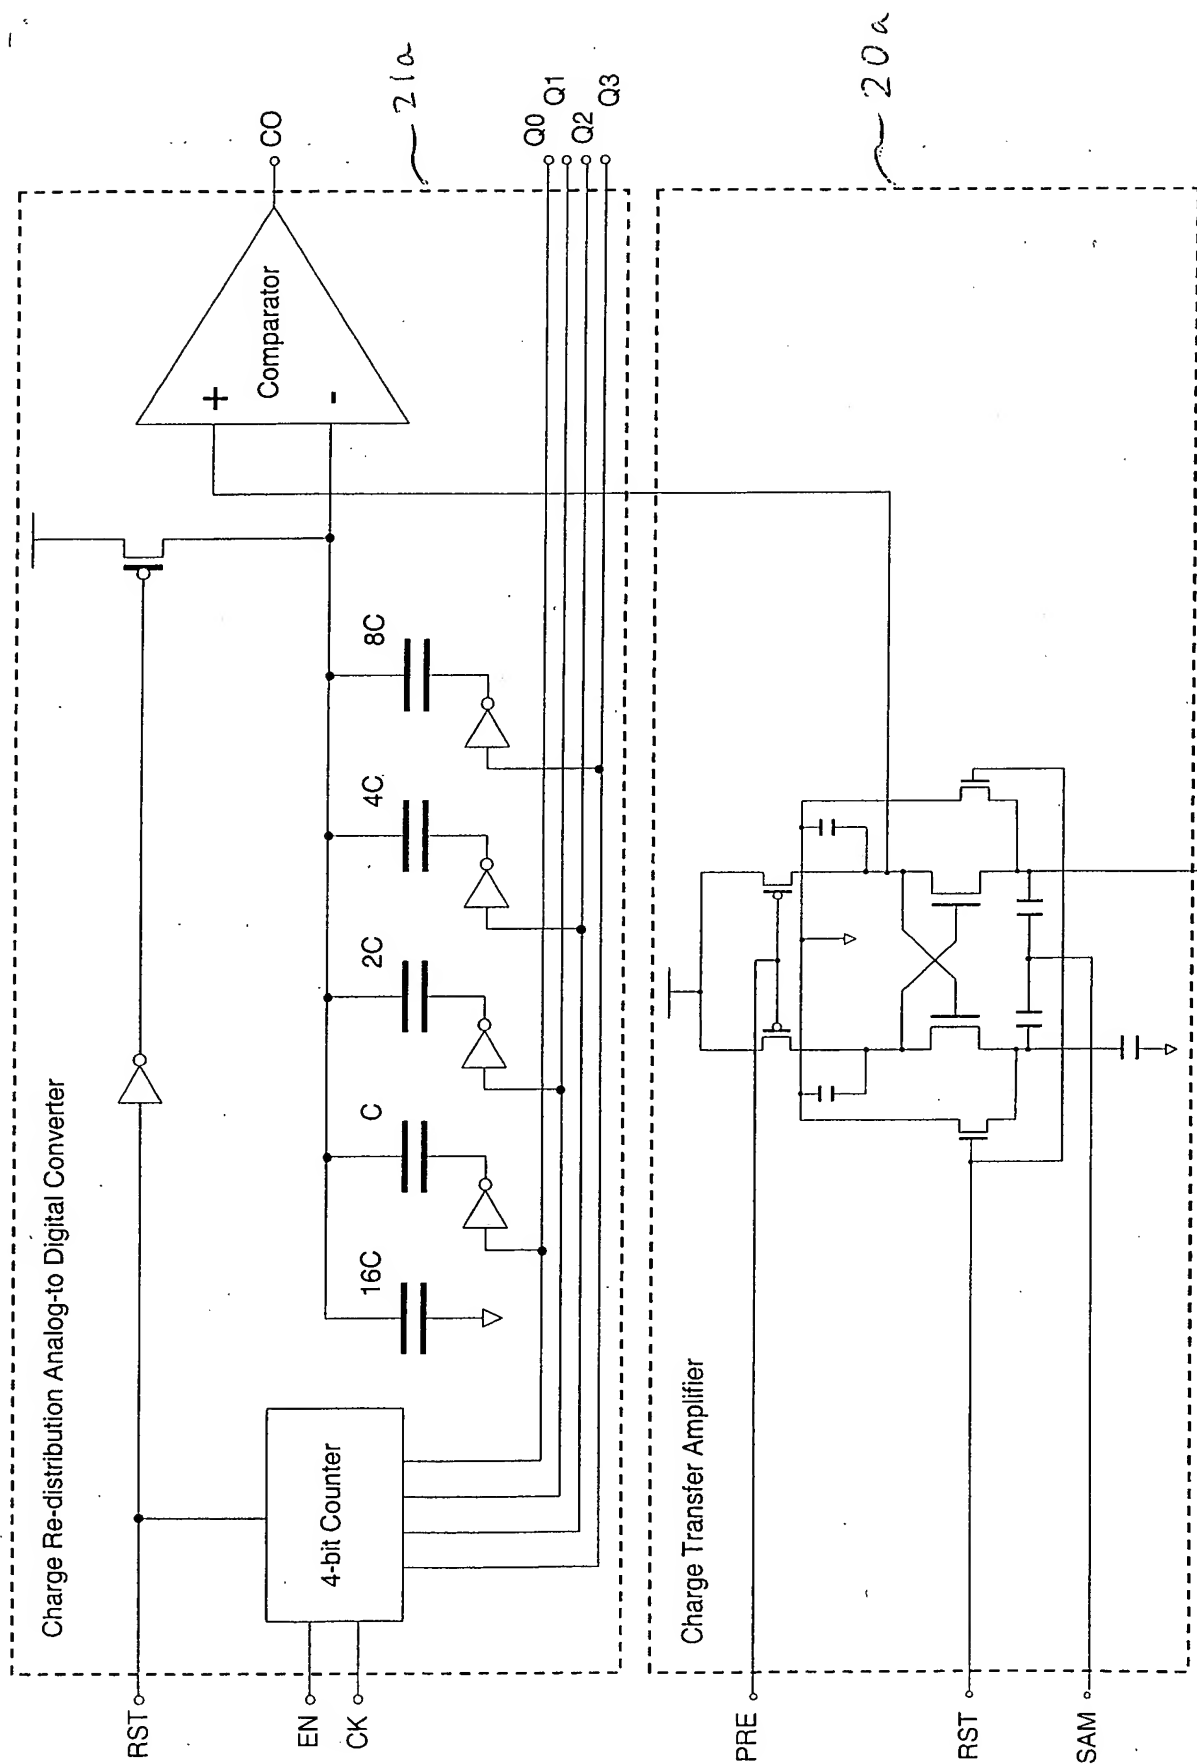 Charge Re-distribution Analog-to Digital Converter
RST
EN
CK
4-bit Counter
16C
C
2C
4C
8C
+
-
Comparator
CO
21a
Q0
Q1
Q2
Q3
Charge Transfer Amplifier
PRE
RST
SAM
20a